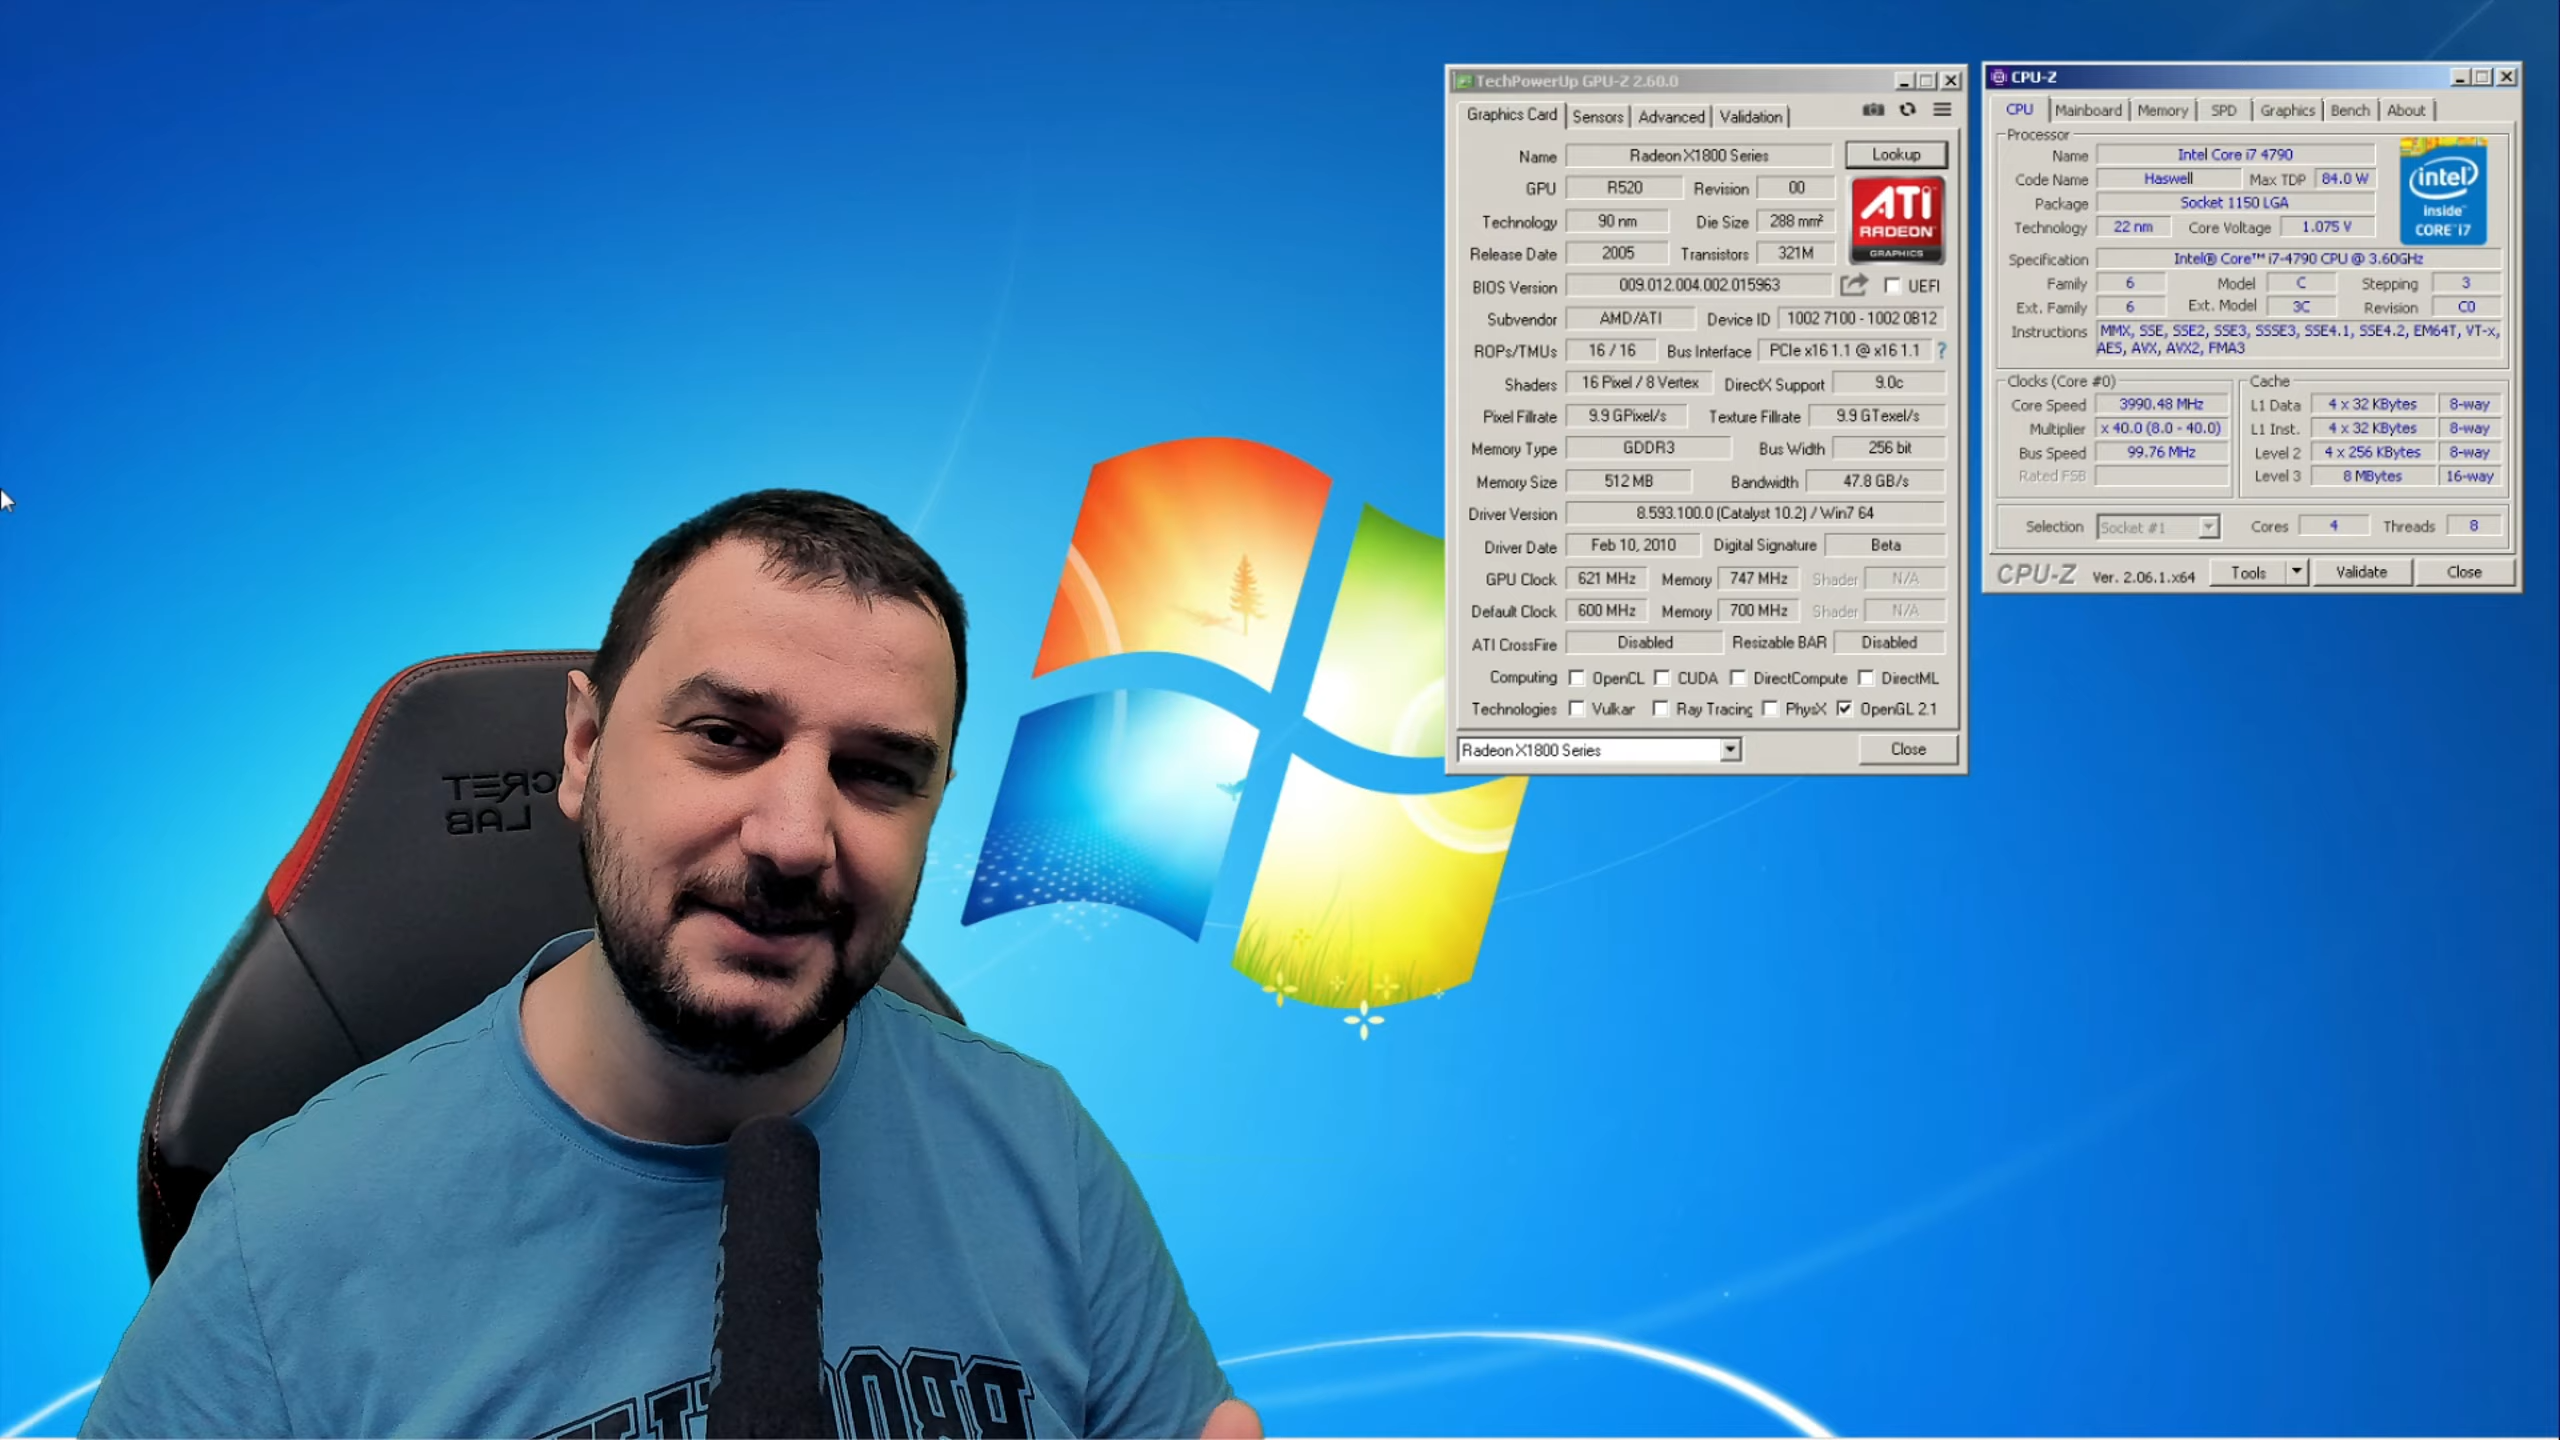 TechPowerUp GPU-Z 2.60.0
Graphics Card Sensors Advanced Validation
Name Radeon X1800 Series Lookup
GPU R520 Revision 00
Technology 90 nm Die Size 288 mm²
Release Date 2005 Transistors 321M
ATI RADEON GRAPHICS
BIOS Version 009.012.004.002.015963 UEFI
Subvendor AMD/ATI Device ID 1002 7100 - 1002 0B12
ROPs/TMUs 16 / 16 Bus Interface PCIe x16 1.1 @ x16 1.1 ?
Shaders 16 Pixel / 8 Vertex DirectX Support 9.0c
Pixel Fillrate 9.9 GPixel/s Texture Fillrate 9.9 GTexel/s
Memory Type GDDR3 Bus Width 256 bit
Memory Size 512 MB Bandwidth 47.8 GB/s
Driver Version 8.593.100.0 (Catalyst 10.2) / Win7 64
Driver Date Feb 10, 2010 Digital Signature Beta
GPU Clock 621 MHz Memory 747 MHz Shader N/A
Default Clock 600 MHz Memory 700 MHz Shader N/A
ATI CrossFire Disabled Resizable BAR Disabled
Computing OpenCL CUDA DirectCompute DirectML
Technologies Vulkan Ray Tracing PhysX OpenGL 2.1
Radeon X1800 Series Close
CPU-Z
CPU Mainboard Memory SPD Graphics Bench About
Processor
Name Intel Core i7 4790
Code Name Haswell Max TDP 84.0 W
Package Socket 1150 LGA
Technology 22 nm Core Voltage 1.075 V
intel inside™ CORE™ i7
Specification Intel® Core™ i7-4790 CPU @ 3.60GHz
Family 6 Model C Stepping 3
Ext. Family 6 Ext. Model 3C Revision C0
Instructions MMX, SSE, SSE2, SSE3, SSSE3, SSE4.1, SSE4.2, EM64T, VT-x,
AES, AVX, AVX2, FMA3
Clocks (Core #0)
Core Speed 3990.48 MHz
Multiplier x 40.0 (8.0 - 40.0)
Bus Speed 99.76 MHz
Rated FSB
Cache
L1 Data 4 x 32 KBytes 8-way
L1 Inst. 4 x 32 KBytes 8-way
Level 2 4 x 256 KBytes 8-way
Level 3 8 MBytes 16-way
Selection Socket #1 Cores 4 Threads 8
CPU-Z Ver. 2.06.1.x64 Tools Validate Close
CRET
LAB
BRO